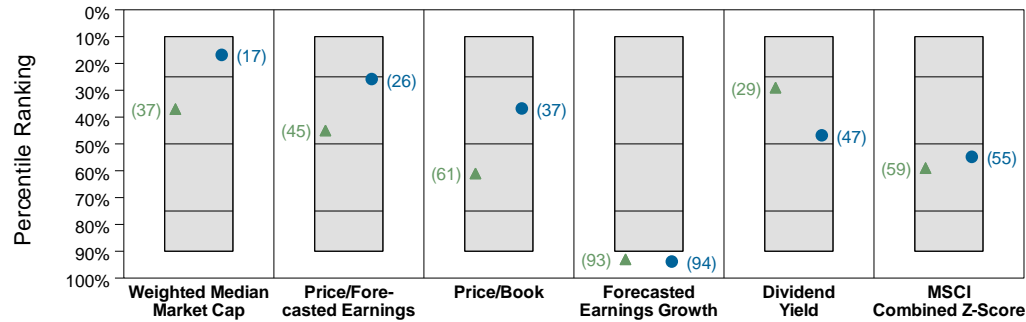 Percentile Ranking
0%
10%
20%
30%
40%
50%
60%
70%
80%
90%
100%
(37)
(17)
(45)
(26)
(61)
(37)
(93)
(94)
(29)
(47)
(59)
(55)
Weighted Median
Market Cap
Price/Fore-
casted Earnings
Price/Book
Forecasted
Earnings Growth
Dividend
Yield
MSCI
Combined Z-Score